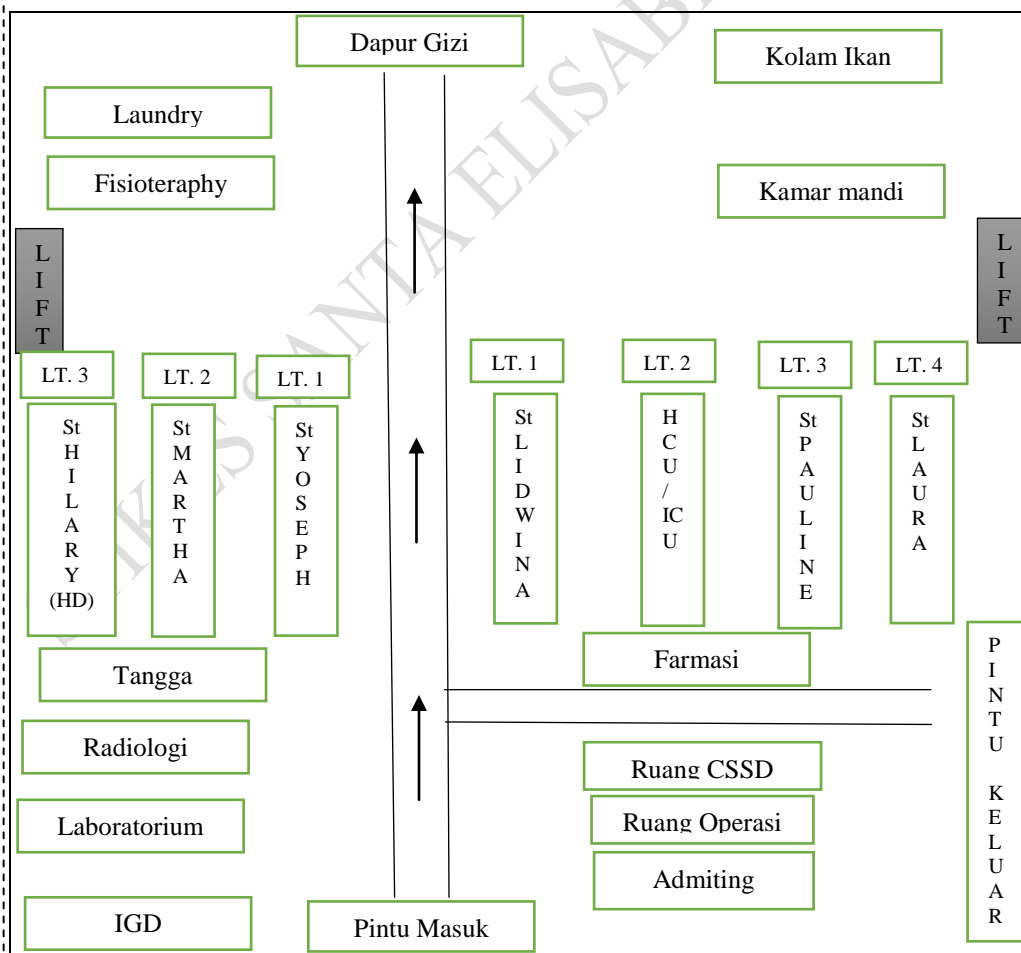 Dapur Gizi
Kolam Ikan
Laundry
Fisioteraphy
Kamar mandi
LIFT
LIFT
LT. 3
LT. 2
LT. 1
LT. 1
LT. 2
LT. 3
LT. 4
St HILARY (HD)
St MARTHA
St YOSEPH
St LIDWINA
HCU/ICU
St PAULINE
St LAURA
Tangga
Farmasi
PINTU KELUAR
Radiologi
Ruang CSSD
Laboratorium
Ruang Operasi
Admiting
IGD
Pintu Masuk
SANTA